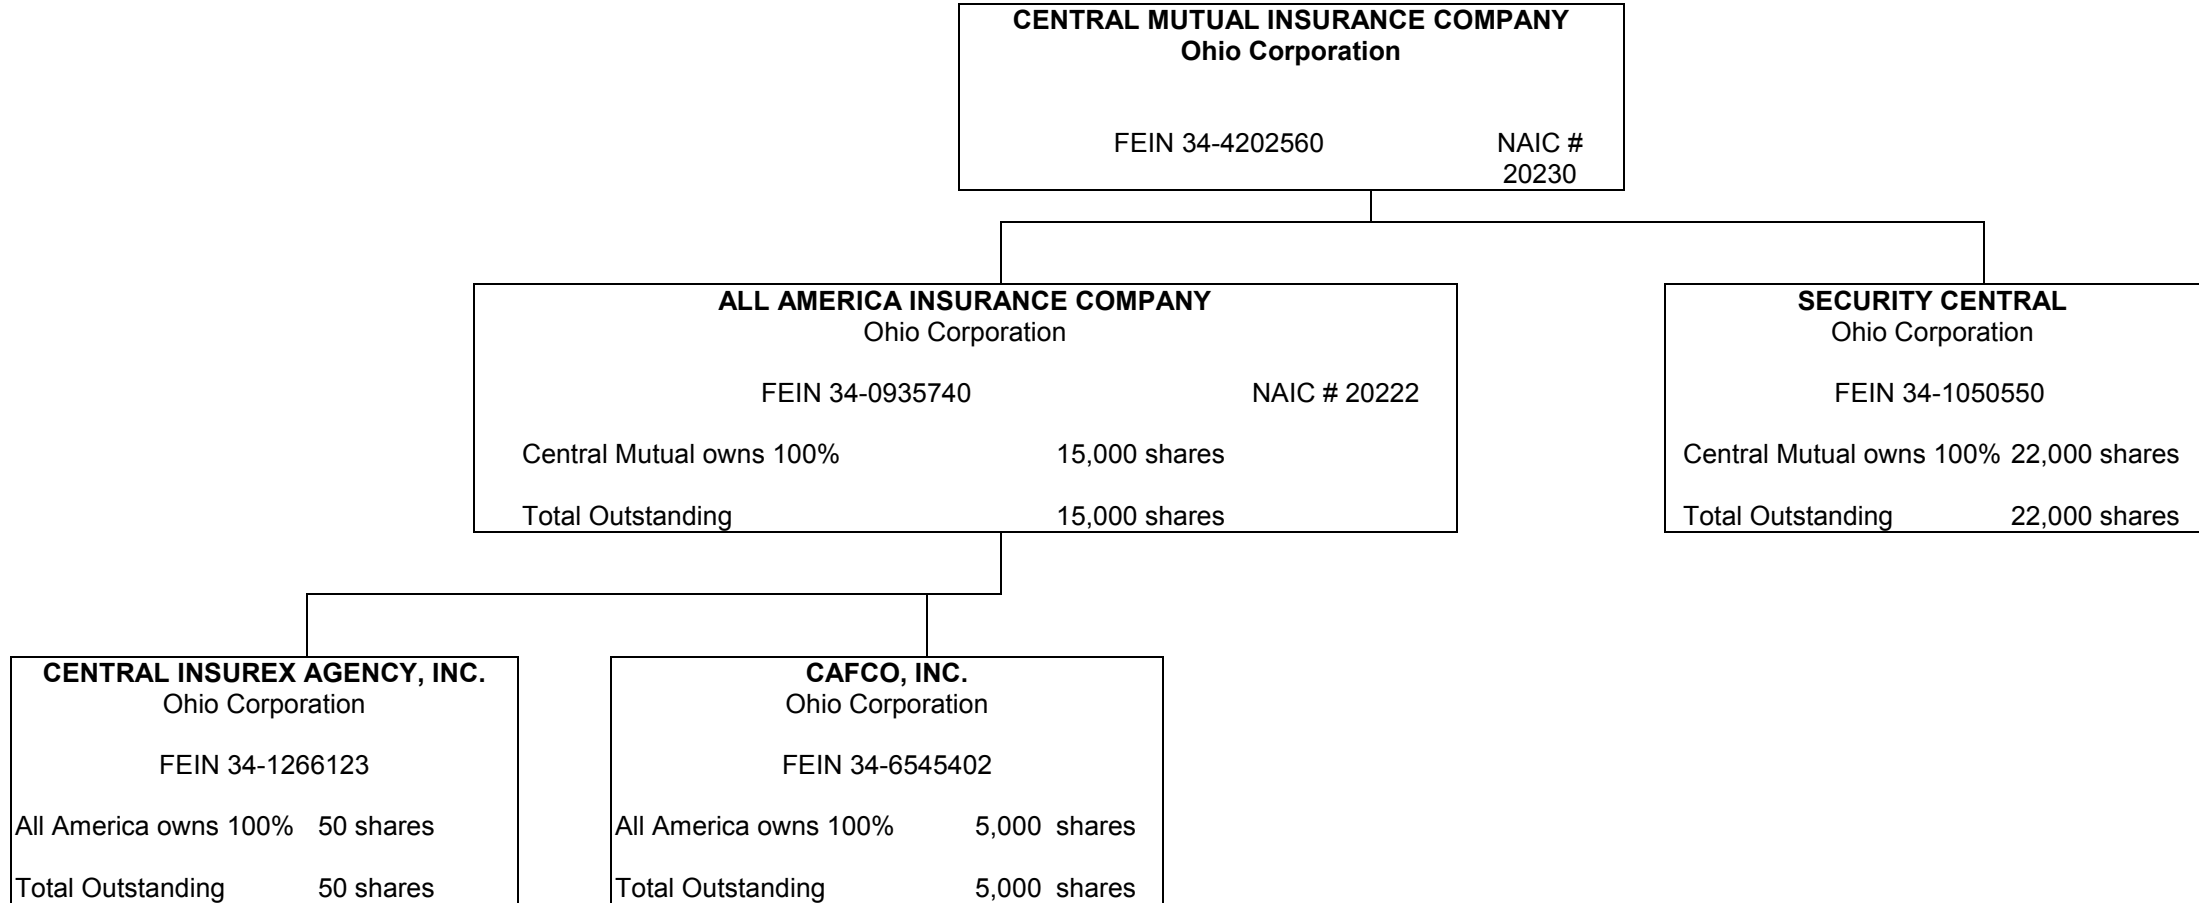 CENTRAL MUTUAL INSURANCE COMPANY
Ohio Corporation
FEIN 34-4202560 NAIC #
20230
ALL AMERICA INSURANCE COMPANY
Ohio Corporation
FEIN 34-0935740 NAIC # 20222
Central Mutual owns 100% 15,000 shares
Total Outstanding 15,000 shares
SECURITY CENTRAL
Ohio Corporation
FEIN 34-1050550
Central Mutual owns 100% 22,000 shares
Total Outstanding 22,000 shares
CENTRAL INSUREX AGENCY, INC.
Ohio Corporation
FEIN 34-1266123
All America owns 100% 50 shares
Total Outstanding 50 shares
CAFCO, INC.
Ohio Corporation
FEIN 34-6545402
All America owns 100% 5,000 shares
Total Outstanding 5,000 shares